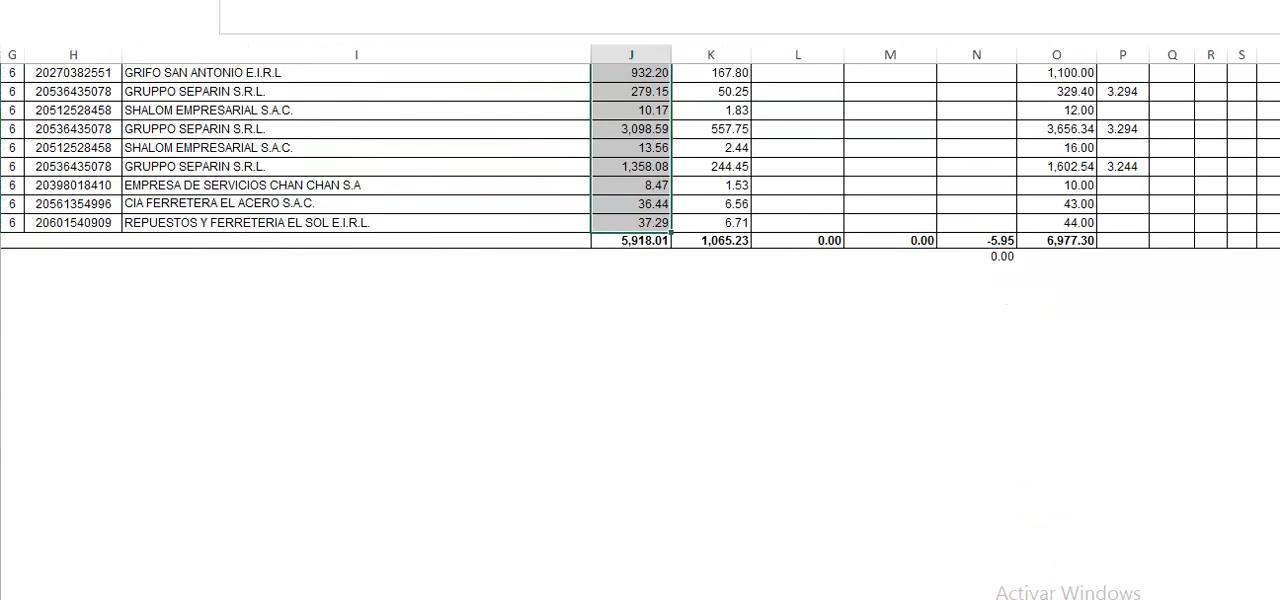 G H I J K L M N O P Q R S
6 20270382551 GRIFO SAN ANTONIO E.I.R.L 932.20 167.80 1,100.00
6 20536435078 GRUPPO SEPARIN S.R.L. 279.15 50.25 329.40 3.294
6 20512528458 SHALOM EMPRESARIAL S.A.C. 10.17 1.83 12.00
6 20536435078 GRUPPO SEPARIN S.R.L. 3,098.59 557.75 3,656.34 3.294
6 20512528458 SHALOM EMPRESARIAL S.A.C. 13.56 2.44 16.00
6 20536435078 GRUPPO SEPARIN S.R.L. 1,358.08 244.45 1,602.54 3.244
6 20398018410 EMPRESA DE SERVICIOS CHAN CHAN S.A 8.47 1.53 10.00
6 20561354996 CIA FERRETERA EL ACERO S.A.C. 36.44 6.56 43.00
6 20601540909 REPUESTOS Y FERRETERIA EL SOL E.I.R.L. 37.29 6.71 44.00
5,918.01 1,065.23 0.00 0.00 -5.95 6,977.30
0.00
Activar Windows